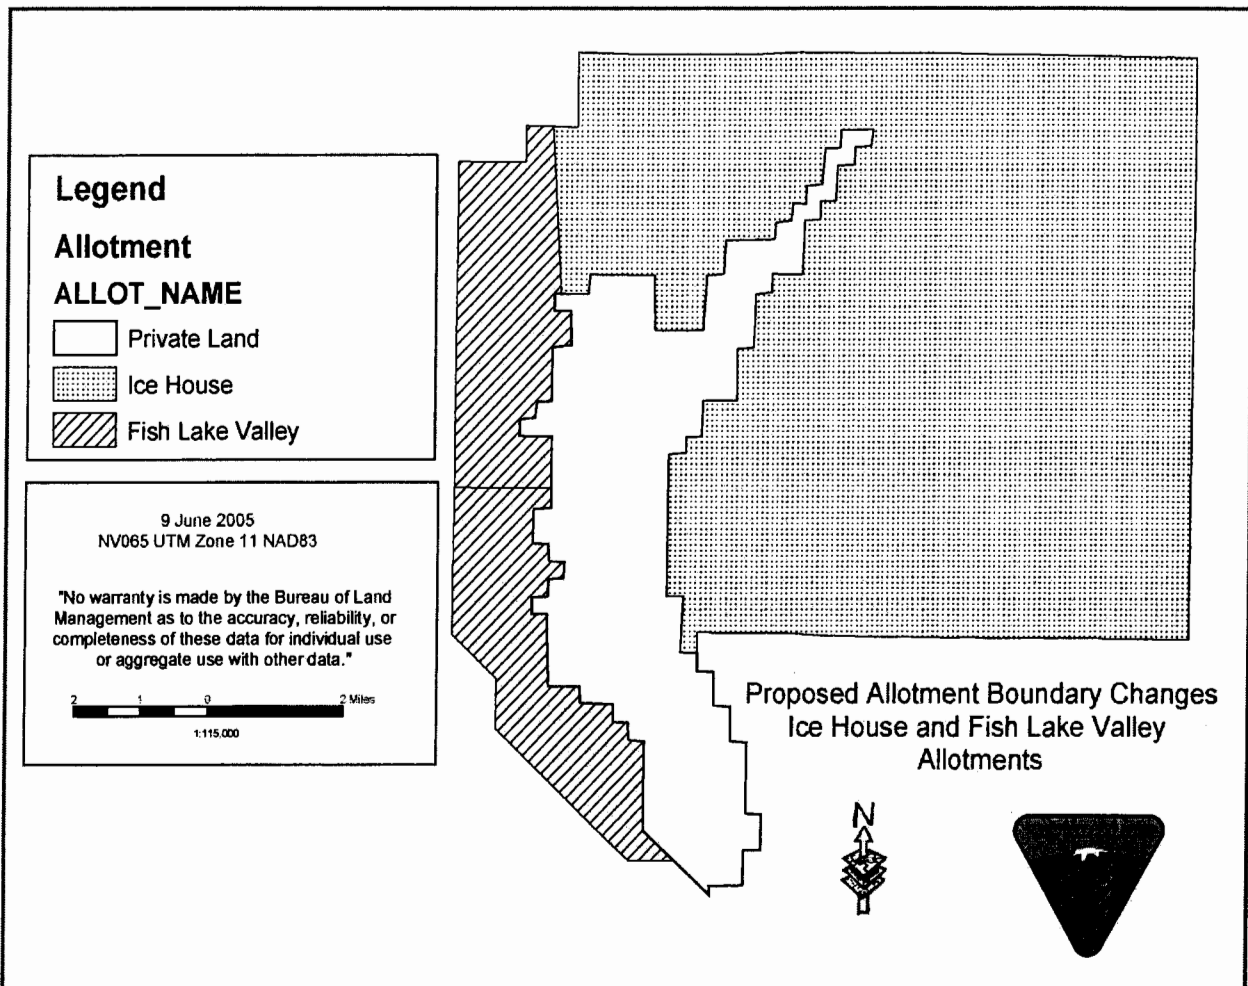 Legend
Allotment
ALLOT_NAME
Private Land
Ice House
Fish Lake Valley
9 June 2005
NV065 UTM Zone 11 NAD83
"No warranty is made by the Bureau of Land
Management as to the accuracy, reliability, or
completeness of these data for individual use
or aggregate use with other data."
2 1 0 2 Miles
1:115,000
Proposed Allotment Boundary Changes
Ice House and Fish Lake Valley
Allotments
N